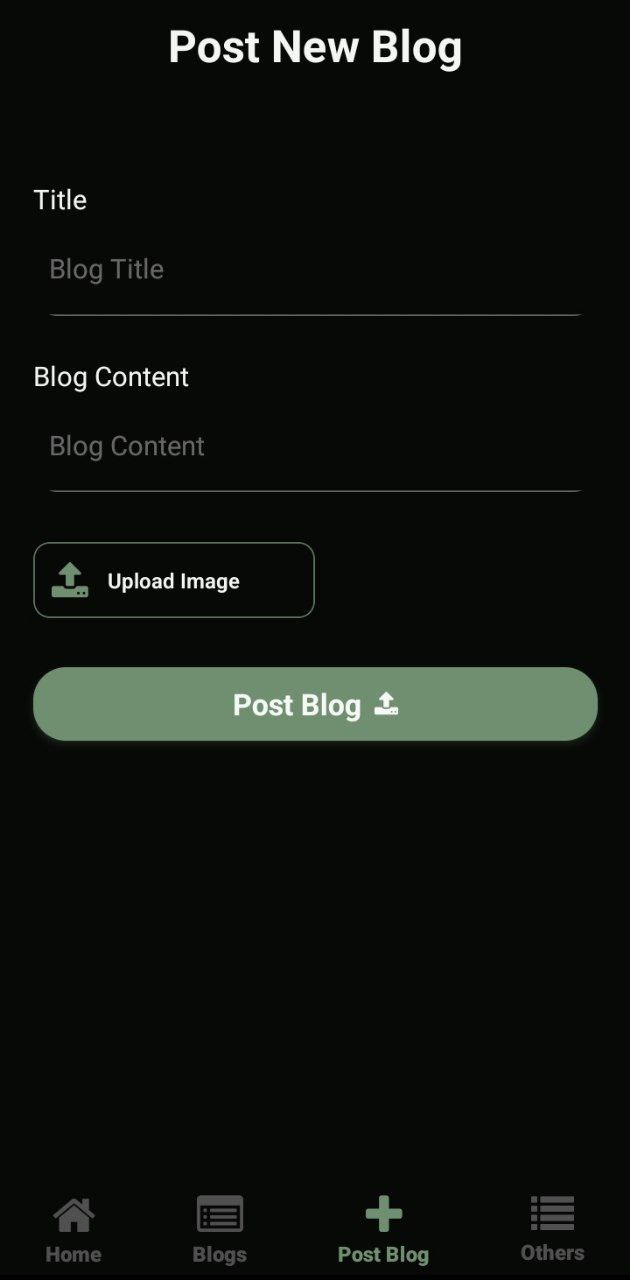 Post New Blog
Title
Blog Title
Blog Content
Blog Content
Upload Image
Post Blog
Home Blogs Post Blog Others